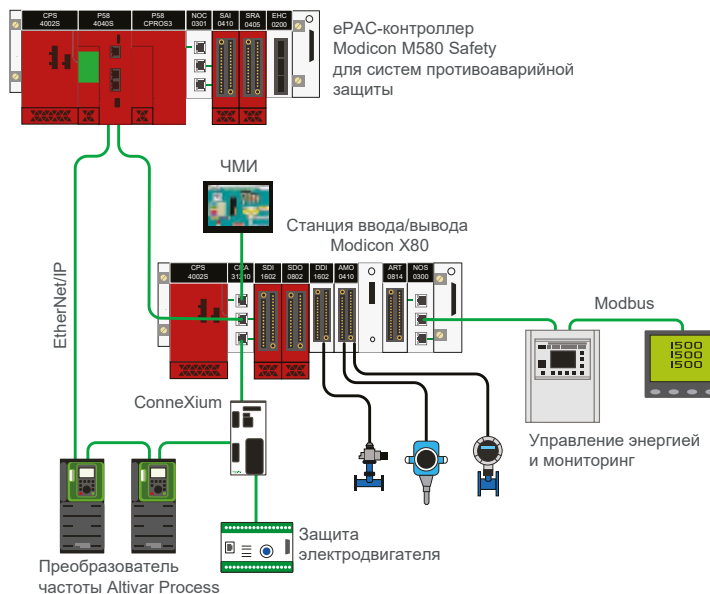 CPS 4002S
P58 4040S
P58 CPROS3
NOC 0301
SAI 0410
SRA 0405
EHC 0200
ePAC-контроллер
Modicon M580 Safety
для систем противоаварийной
защиты
ЧМИ
Станция ввода/вывода
Modicon X80
CPS 4002S
CRA 31210
SDI 1602
SDO 0802
DDI 1602
AMO 0410
ART 0814
NOS 0300
EtherNet/IP
Modbus
1500
1500
1500
ConneXium
Управление энергией
и мониторинг
Защита
электродвигателя
Преобразователь
частоты Altivar Process